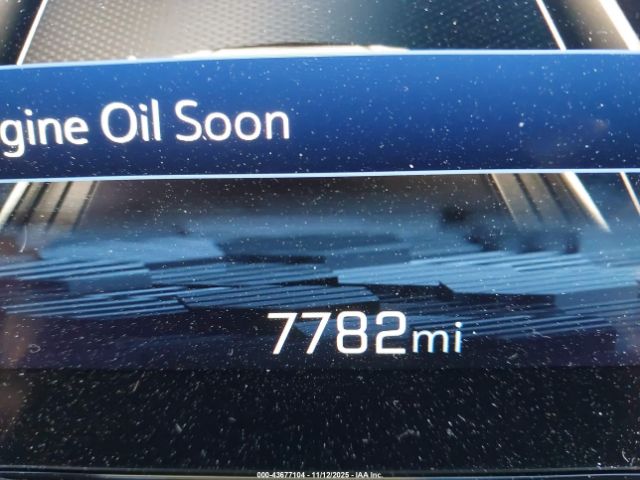 gine Oil Soon
7782mi
000-43677104 - 11/12/2025 - IAA Inc.